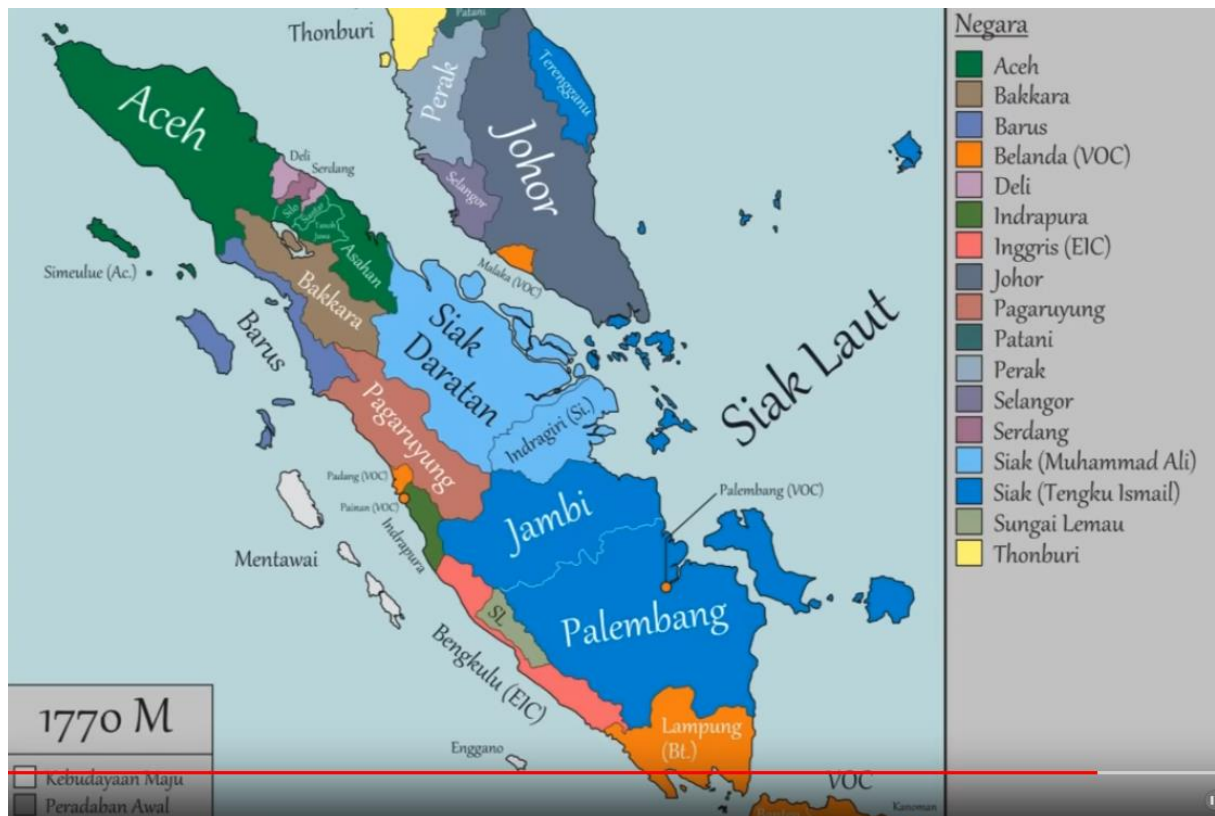 Thonburi
Patani
Perak
Terengganu
Johor
Aceh
Deli
Serdang
Selangor
Silo
Tanah
Jawa
Asahan
Malaka (VOC)
Simeulue (Ac.)
Bakkara
Barus
Siak
Daratan
Siak Laut
Indragiri (Si.)
Pagaruyung
Padang (VOC)
Painan (VOC)
Indrapura
Palembang (VOC)
Jambi
Mentawai
SL
Palembang
Bengkulu (EIC)
Lampung
(Bt.)
Enggano
VOC
Kanoman
Negara
Aceh
Bakkara
Barus
Belanda (VOC)
Deli
Indrapura
Inggris (EIC)
Johor
Pagaruyung
Patani
Perak
Selangor
Serdang
Siak (Muhammad Ali)
Siak (Tengku Ismail)
Sungai Lemau
Thonburi
1770 M
Kebudayaan Maju
Peradaban Awal